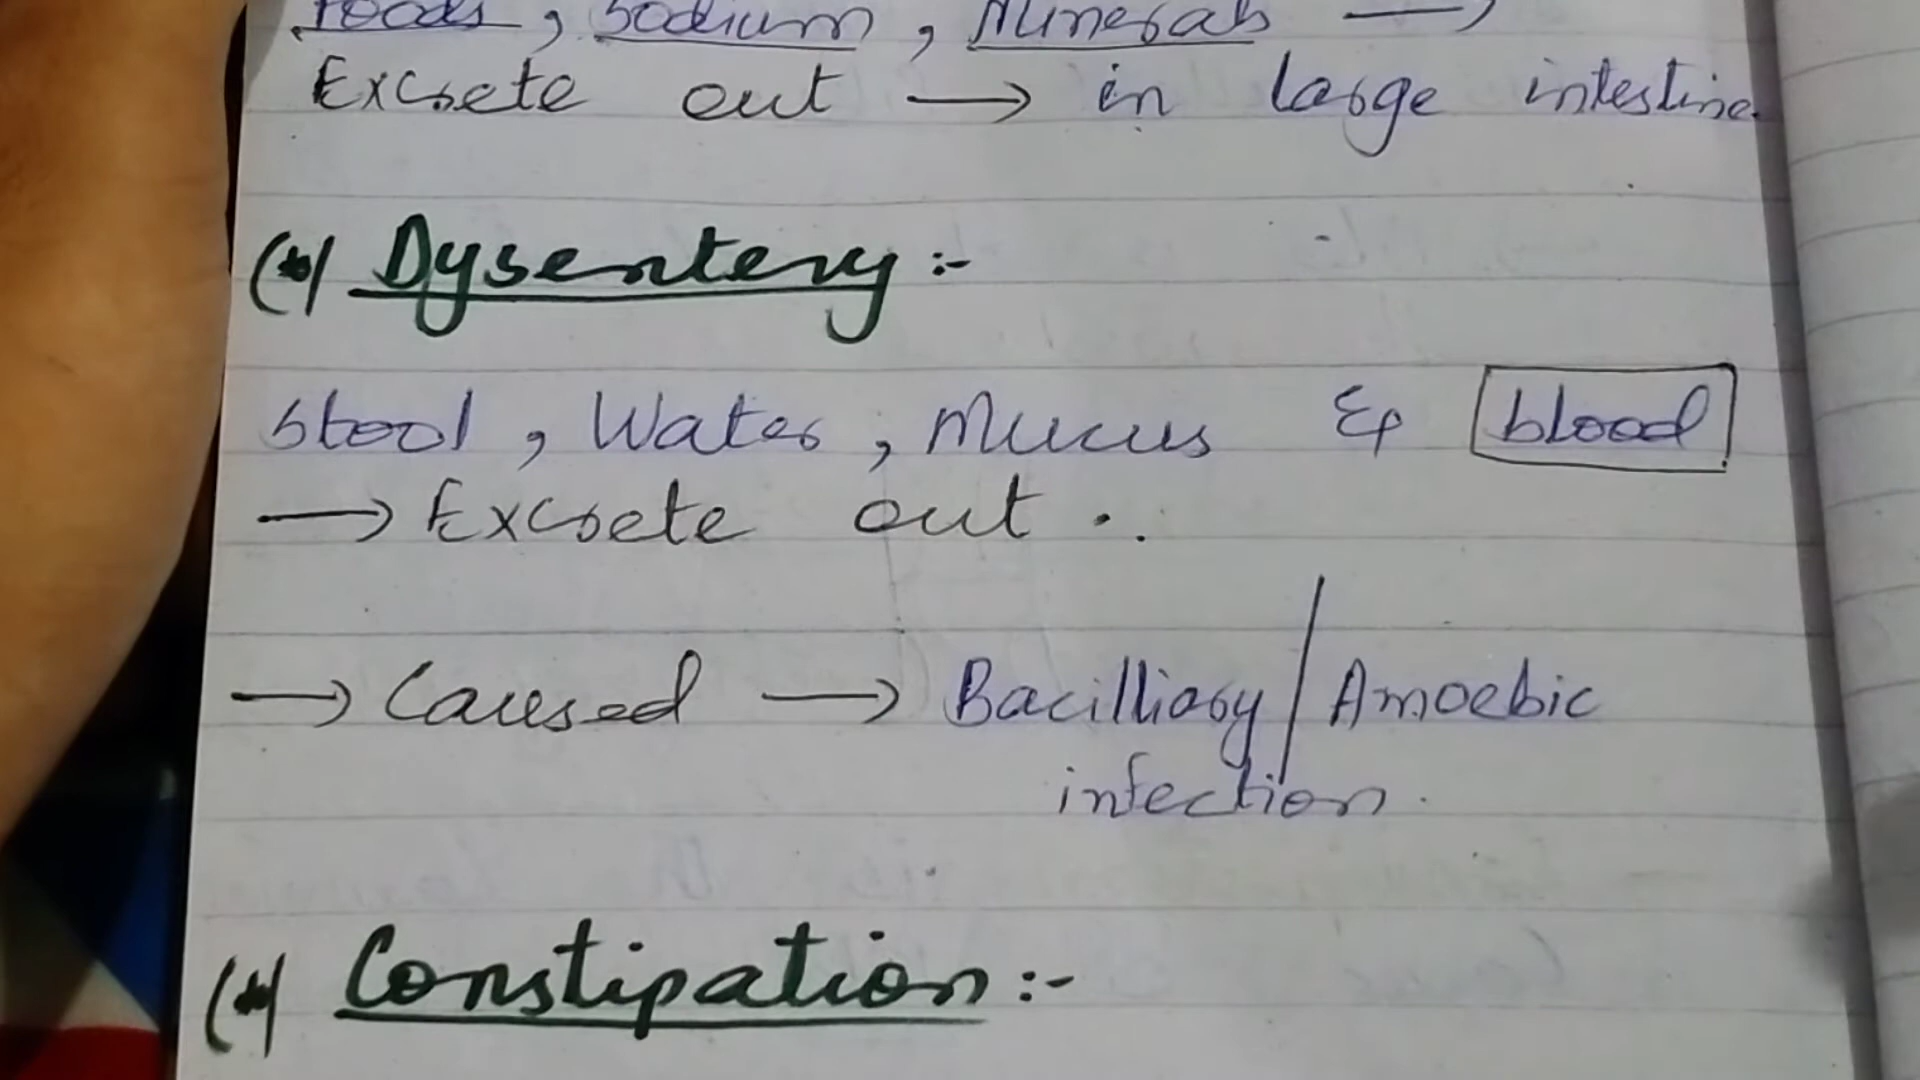 Foods, Sodium, Minerals →
Excrete out → in large intestine.
(*) Dysentery :-
Stool, Water, Mucus & blood
→ Excrete out .
→ Caused → Bacilliary / Amoebic
infection.
(*) Constipation :-